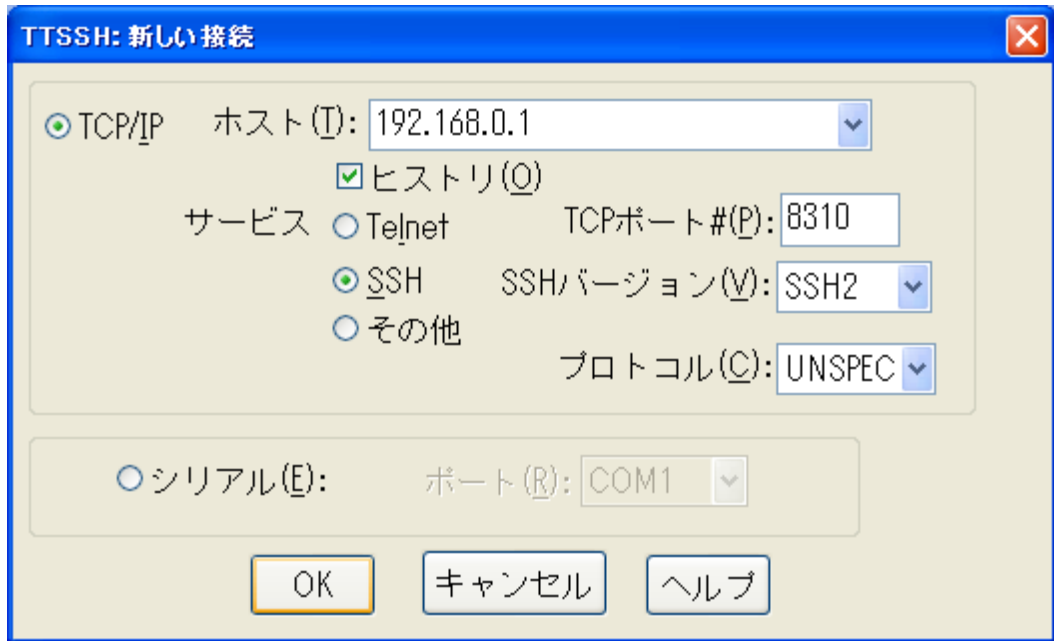 TTSSH: 新しい接続
TCP/IP ホスト(T): 192.168.0.1
ヒストリ(O)
サービス Telnet TCPポート#(P): 8310
SSH SSHバージョン(V): SSH2
その他
プロトコル(C): UNSPEC
シリアル(E): ポート(R): COM1
OK キャンセル ヘルプ